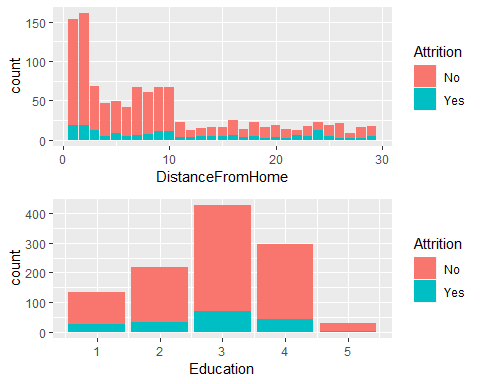 150
100
50
0
count
0
10
20
30
DistanceFromHome
Attrition
No
Yes
400
300
200
100
0
count
1
2
3
4
5
Education
Attrition
No
Yes